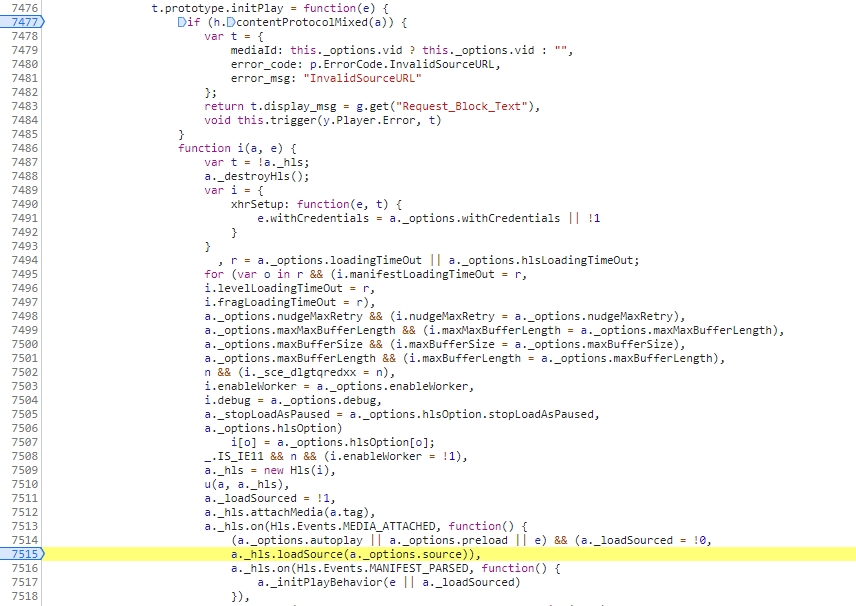 7476 t.prototype.initPlay = function(e) {
7477 if (h.contentProtocolMixed(a)) {
7478 var t = {
7479 mediaId: this._options.vid ? this._options.vid : "",
7480 error_code: p.ErrorCode.InvalidSourceURL,
7481 error_msg: "InvalidSourceURL"
7482 };
7483 return t.display_msg = g.get("Request_Block_Text"),
7484 void this.trigger(y.Player.Error, t)
7485 }
7486 function i(a, e) {
7487 var t = !a._hls;
7488 a._destroyHls();
7489 var i = {
7490 xhrSetup: function(e, t) {
7491 e.withCredentials = a._options.withCredentials || !1
7492 }
7493 }
7494 , r = a._options.loadingTimeOut || a._options.hlsLoadingTimeOut;
7495 for (var o in r && (i.manifestLoadingTimeOut = r,
7496 i.levelLoadingTimeOut = r,
7497 i.fragLoadingTimeOut = r),
7498 a._options.nudgeMaxRetry && (i.nudgeMaxRetry = a._options.nudgeMaxRetry),
7499 a._options.maxMaxBufferLength && (i.maxMaxBufferLength = a._options.maxMaxBufferLength),
7500 a._options.maxBufferSize && (i.maxBufferSize = a._options.maxBufferSize),
7501 a._options.maxBufferLength && (i.maxBufferLength = a._options.maxBufferLength),
7502 n && (i._sce_dlgtqredxx = n),
7503 i.enableWorker = a._options.enableWorker,
7504 i.debug = a._options.debug,
7505 a._stopLoadAsPaused = a._options.hlsOption.stopLoadAsPaused,
7506 a._options.hlsOption)
7507 i[o] = a._options.hlsOption[o];
7508 _.IS_IE11 && n && (i.enableWorker = !1),
7509 a._hls = new Hls(i),
7510 u(a, a._hls),
7511 a._loadSourced = !1,
7512 a._hls.attachMedia(a.tag),
7513 a._hls.on(Hls.Events.MEDIA_ATTACHED, function() {
7514 (a._options.autoplay || a._options.preload || e) && (a._loadSourced = !0,
7515 a._hls.loadSource(a._options.source)),
7516 a._hls.on(Hls.Events.MANIFEST_PARSED, function() {
7517 a._initPlayBehavior(e || a._loadSourced)
7518 }),